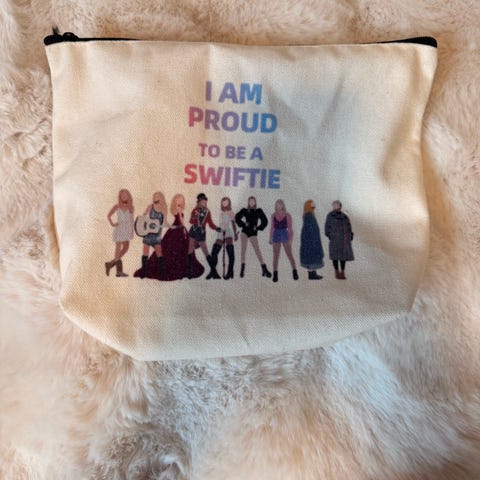 I AM
PROUD
TO BE A
SWIFTIE